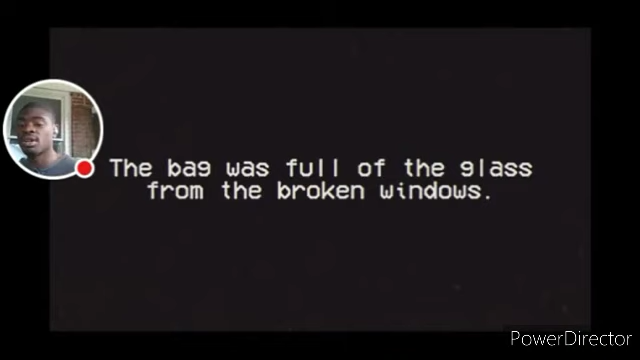 The bag was full of the glass
from the broken windows.
PowerDirector